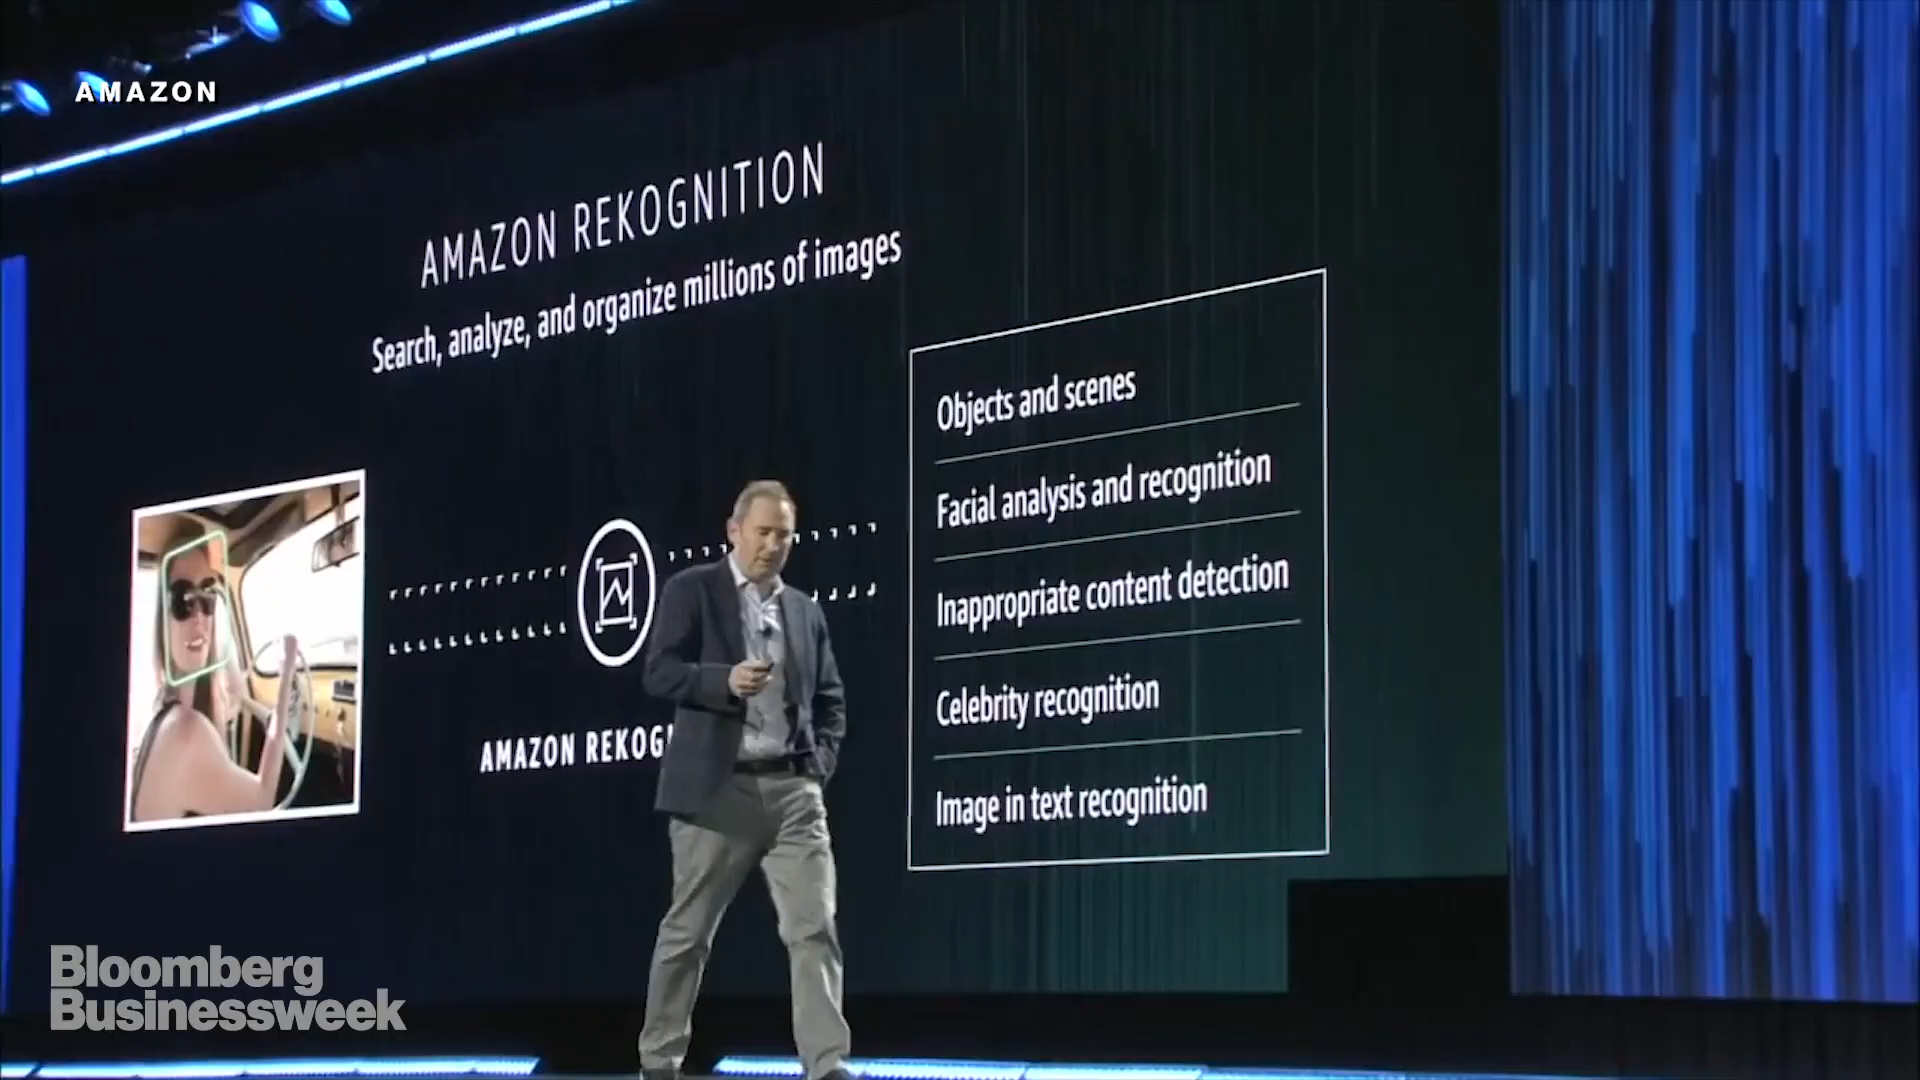 AMAZON
AMAZON REKOGNITION
Search, analyze, and organize millions of images
Objects and scenes
Facial analysis and recognition
Inappropriate content detection
Celebrity recognition
Image in text recognition
AMAZON
Bloomberg
Businessweek